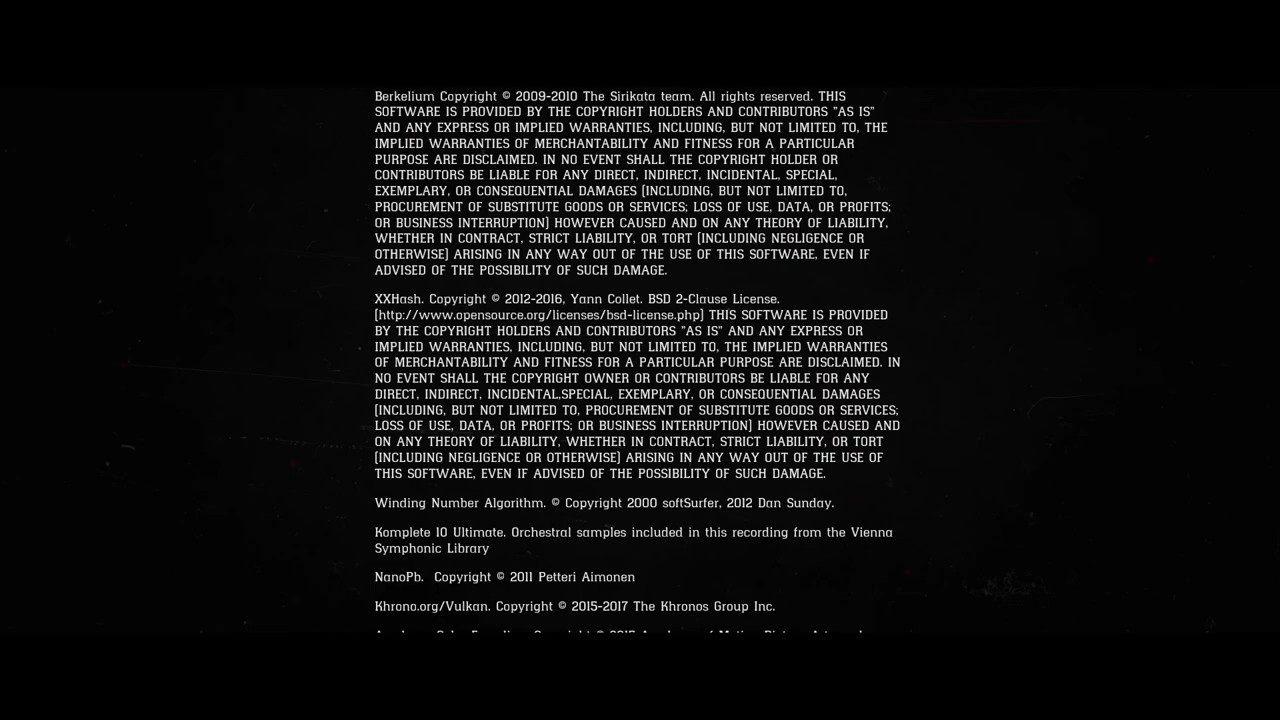 Berkelium Copyright © 2009-2010 The Sirikata team. All rights reserved. THIS
SOFTWARE IS PROVIDED BY THE COPYRIGHT HOLDERS AND CONTRIBUTORS "AS IS"
AND ANY EXPRESS OR IMPLIED WARRANTIES, INCLUDING, BUT NOT LIMITED TO, THE
IMPLIED WARRANTIES OF MERCHANTABILITY AND FITNESS FOR A PARTICULAR
PURPOSE ARE DISCLAIMED. IN NO EVENT SHALL THE COPYRIGHT HOLDER OR
CONTRIBUTORS BE LIABLE FOR ANY DIRECT, INDIRECT, INCIDENTAL, SPECIAL,
EXEMPLARY, OR CONSEQUENTIAL DAMAGES (INCLUDING, BUT NOT LIMITED TO,
PROCUREMENT OF SUBSTITUTE GOODS OR SERVICES; LOSS OF USE, DATA, OR PROFITS;
OR BUSINESS INTERRUPTION) HOWEVER CAUSED AND ON ANY THEORY OF LIABILITY,
WHETHER IN CONTRACT, STRICT LIABILITY, OR TORT (INCLUDING NEGLIGENCE OR
OTHERWISE) ARISING IN ANY WAY OUT OF THE USE OF THIS SOFTWARE, EVEN IF
ADVISED OF THE POSSIBILITY OF SUCH DAMAGE.
XXHash. Copyright © 2012-2016, Yann Collet. BSD 2-Clause License.
(http://www.opensource.org/licenses/bsd-license.php) THIS SOFTWARE IS PROVIDED
BY THE COPYRIGHT HOLDERS AND CONTRIBUTORS "AS IS" AND ANY EXPRESS OR
IMPLIED WARRANTIES, INCLUDING, BUT NOT LIMITED TO, THE IMPLIED WARRANTIES
OF MERCHANTABILITY AND FITNESS FOR A PARTICULAR PURPOSE ARE DISCLAIMED. IN
NO EVENT SHALL THE COPYRIGHT OWNER OR CONTRIBUTORS BE LIABLE FOR ANY
DIRECT, INDIRECT, INCIDENTAL,SPECIAL, EXEMPLARY, OR CONSEQUENTIAL DAMAGES
(INCLUDING, BUT NOT LIMITED TO, PROCUREMENT OF SUBSTITUTE GOODS OR SERVICES;
LOSS OF USE, DATA, OR PROFITS; OR BUSINESS INTERRUPTION) HOWEVER CAUSED AND
ON ANY THEORY OF LIABILITY, WHETHER IN CONTRACT, STRICT LIABILITY, OR TORT
(INCLUDING NEGLIGENCE OR OTHERWISE) ARISING IN ANY WAY OUT OF THE USE OF
THIS SOFTWARE, EVEN IF ADVISED OF THE POSSIBILITY OF SUCH DAMAGE.
Winding Number Algorithm. © Copyright 2000 softSurfer, 2012 Dan Sunday.
Komplete 10 Ultimate. Orchestral samples included in this recording from the Vienna
Symphonic Library
NanoPb.  Copyright © 2011 Petteri Aimonen
Khrono.org/Vulkan. Copyright © 2015-2017 The Khronos Group Inc.